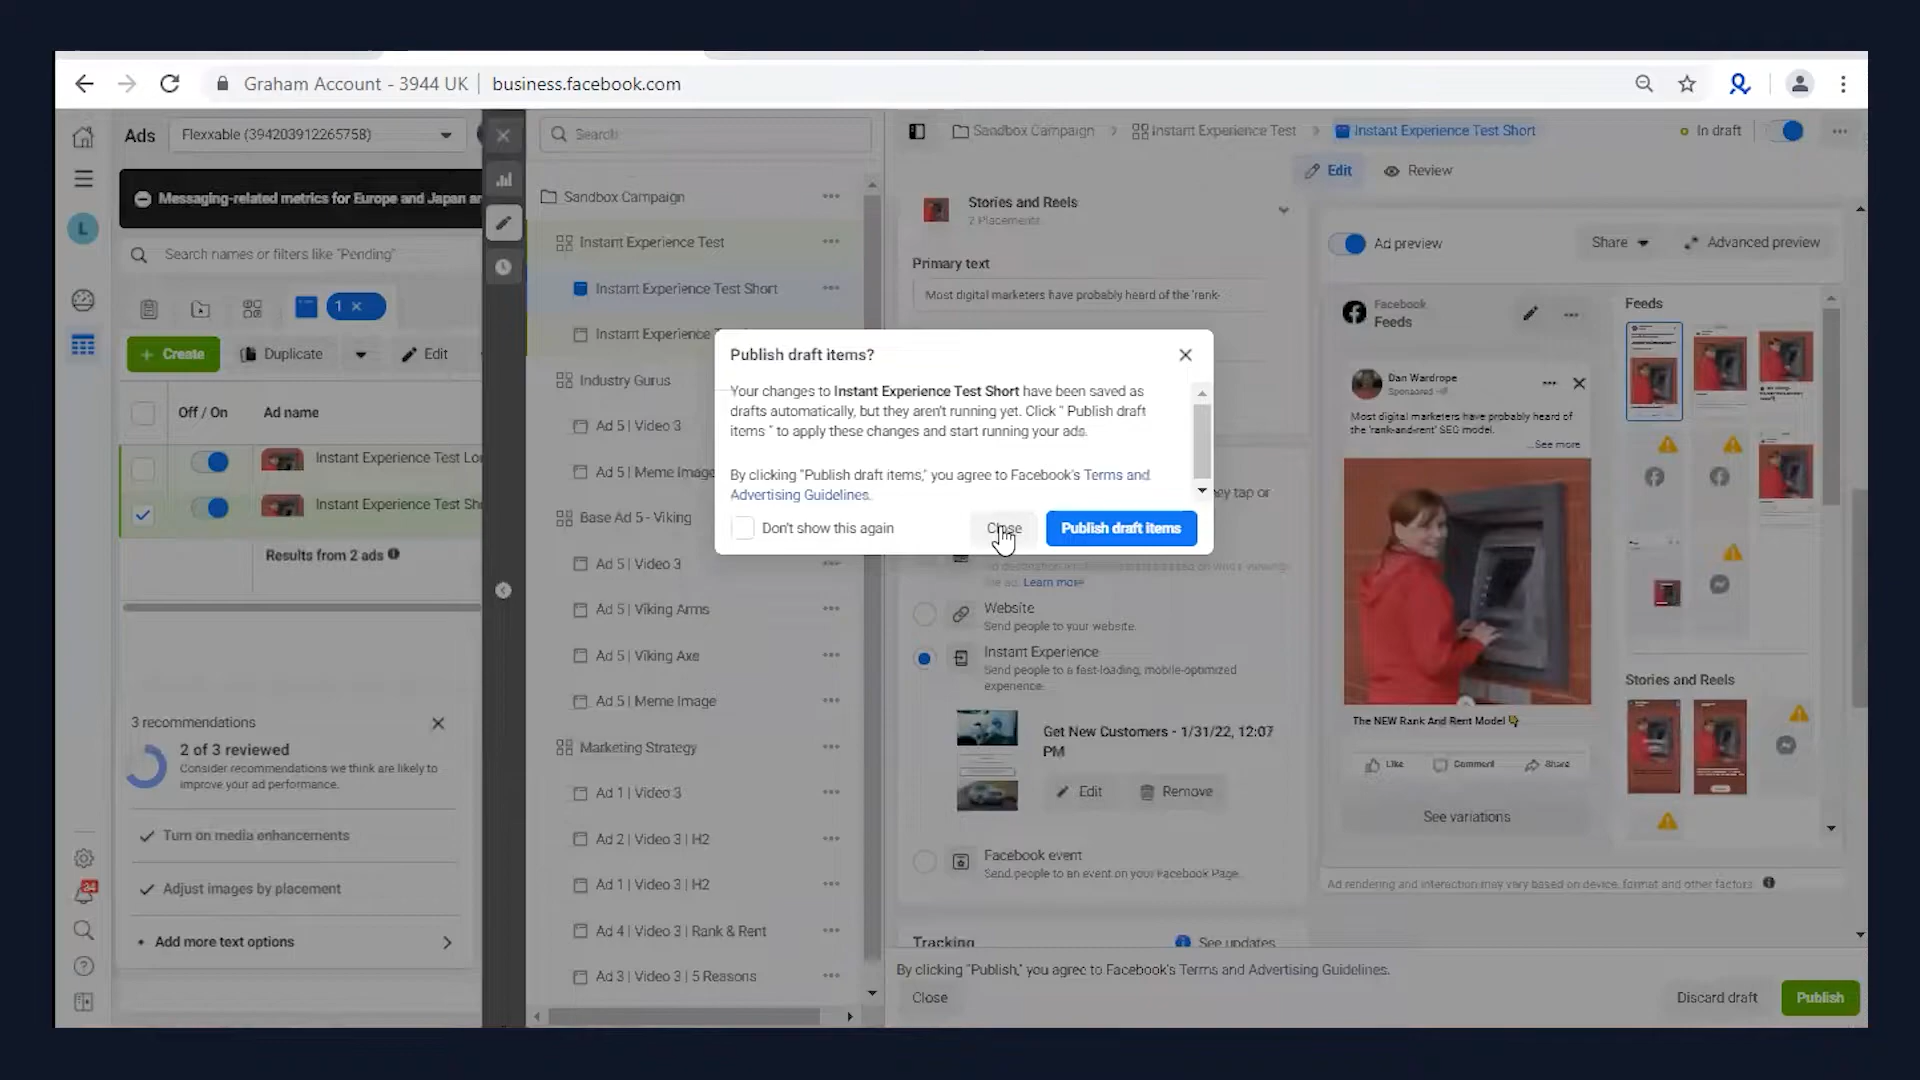 Graham Account - 3944 UK
business.facebook.com
Ads
Flexxable (394203912265758)
Messaging-related metrics for Europe and Japan ar
Search names or filters like "Pending"
L
1 ×
Create
Duplicate
Edit
Off / On
Ad name
Instant Experience Test Lo
Instant Experience Test Sh
Results from 2 ads
3 recommendations
2 of 3 reviewed
Consider recommendations we think are likely to
improve your ad performance.
Turn on media enhancements
Adjust images by placement
Add more text options
24
Search
Sandbox Campaign
Instant Experience Test
Instant Experience Test Short
Instant Experience
Industry Gurus
Ad 5 | Video 3
Ad 5 | Meme Image
Base Ad 5 - Viking
Ad 5 | Video 3
Ad 5 | Viking Arms
Ad 5 | Viking Axe
Ad 5 | Meme Image
Marketing Strategy
Ad 1 | Video 3
Ad 2 | Video 3 | H2
Ad 1 | Video 3 | H2
Ad 4 | Video 3 | Rank & Rent
Ad 3 | Video 3 | 5 Reasons
Sandbox Campaign
Instant Experience Test
Instant Experience Test Short
In draft
Edit
Review
Stories and Reels
2 Placements
Primary text
Most digital marketers have probably heard of the 'rank-
Publish draft items?
Your changes to Instant Experience Test Short have been saved as
drafts automatically, but they aren't running yet. Click " Publish draft
items " to apply these changes and start running your ads.
By clicking "Publish draft items," you agree to Facebook's Terms and
Advertising Guidelines.
Don't show this again
Close
Publish draft items
hey tap or
Learn more
Website
Send people to your website.
Instant Experience
Send people to a fast-loading, mobile-optimized
experience.
Get New Customers - 1/31/22, 12:07
PM
Edit
Remove
Facebook event
Send people to an event on your Facebook Page.
Tracking
See updates
By clicking "Publish," you agree to Facebook's Terms and Advertising Guidelines.
Close
Discard draft
Publish
Ad preview
Share
Advanced preview
Facebook
Feeds
Dan Wardrope
Sponsored
Most digital marketers have probably heard of
the 'rank-and-rent' SEO model.
...See more
The NEW Rank And Rent Model
Like
Comment
Share
See variations
Feeds
Stories and Reels
Ad rendering and interaction may vary based on device, format and other factors.